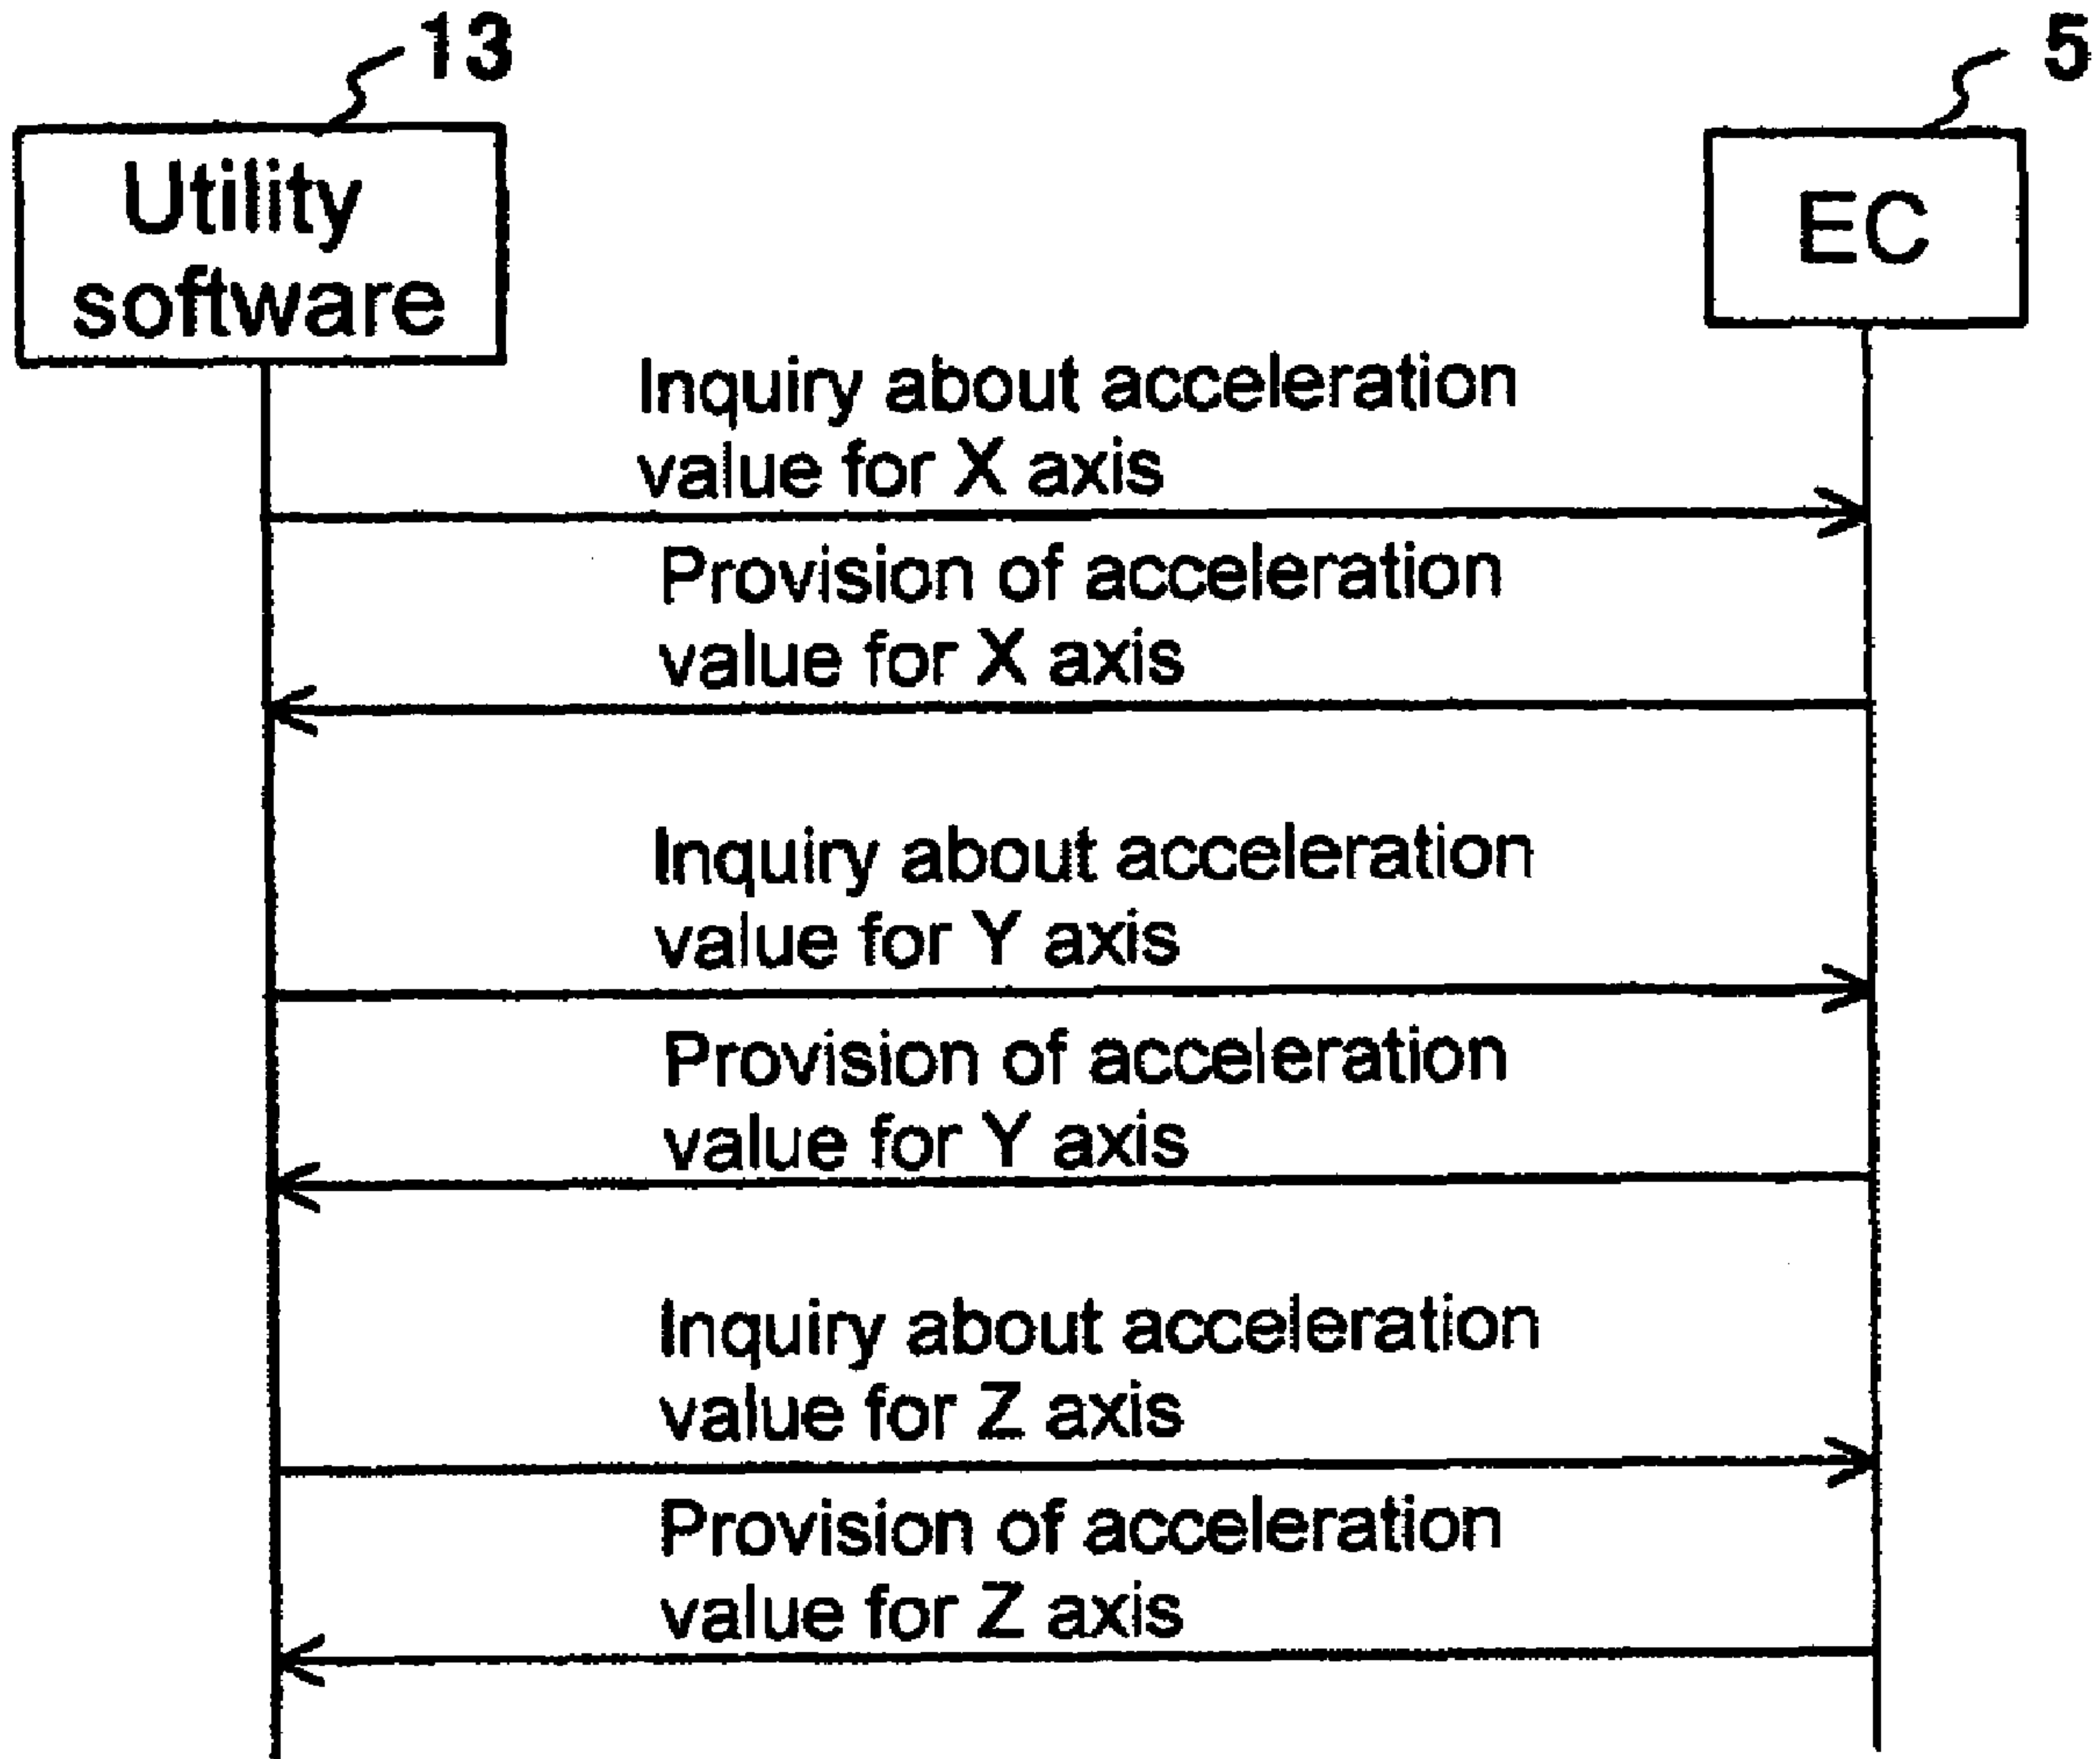 13
5
Utility
software
EC
Inquiry about acceleration
value for X axis
Provision of acceleration
value for X axis
Inquiry about acceleration
value for Y axis
Provision of acceleration
value for Y axis
Inquiry about acceleration
value for Z axis
Provision of acceleration
value for Z axis